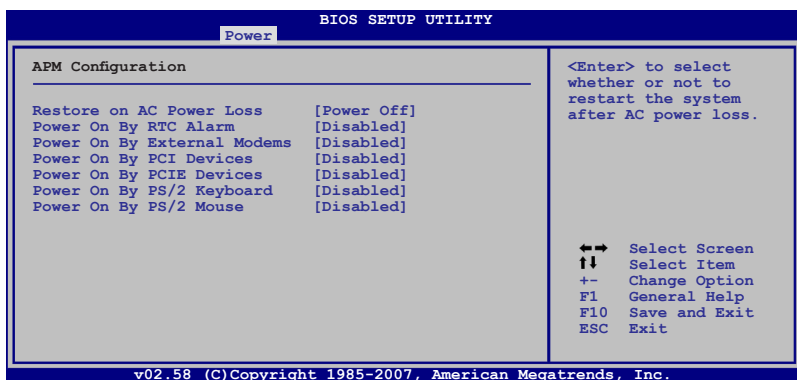 BIOS SETUP UTILITY
Power
APM Configuration
Restore on AC Power Loss [Power Off]
Power On By RTC Alarm [Disabled]
Power On By External Modems [Disabled]
Power On By PCI Devices [Disabled]
Power On By PCIE Devices [Disabled]
Power On By PS/2 Keyboard [Disabled]
Power On By PS/2 Mouse [Disabled]
<Enter> to select
whether or not to
restart the system
after AC power loss.
←→ Select Screen
↑↓ Select Item
+- Change Option
F1 General Help
F10 Save and Exit
ESC Exit
v02.58 (C)Copyright 1985-2007, American Megatrends, Inc.